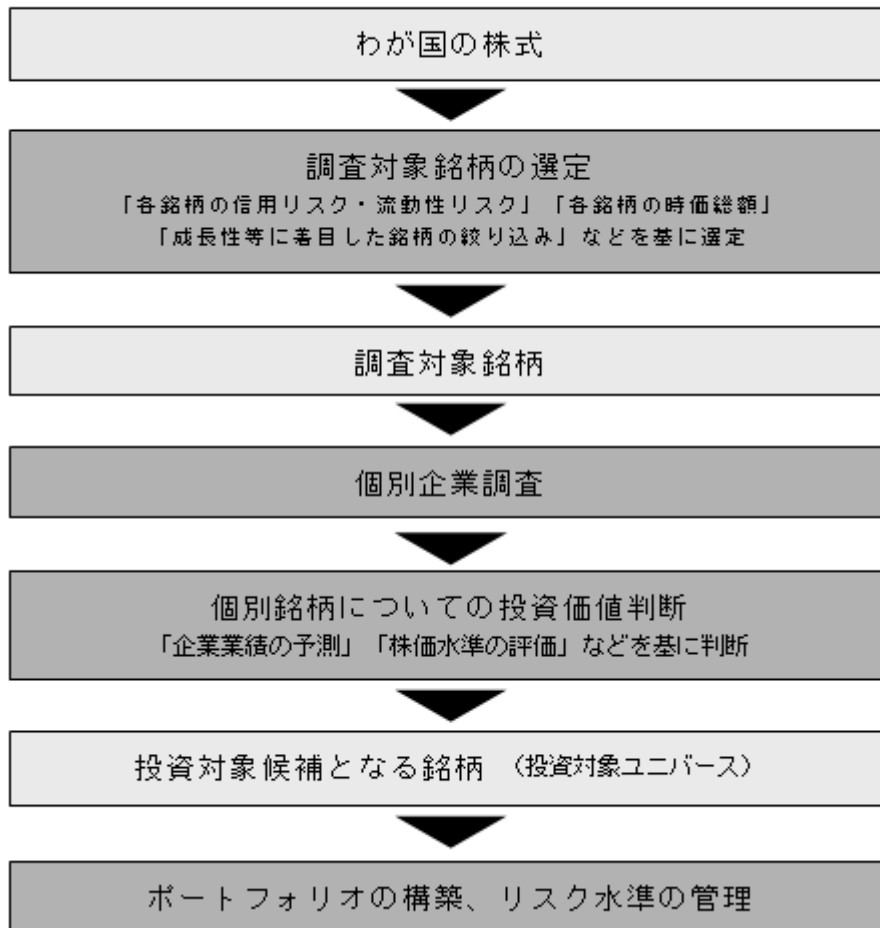 わが国の株式
調査対象銘柄の選定
「各銘柄の信用リスク・流動性リスク」「各銘柄の時価総額」
「成長性等に着目した銘柄の絞り込み」などを基に選定
調査対象銘柄
個別企業調査
個別銘柄についての投資価値判断
「企業業績の予測」「株価水準の評価」などを基に判断
投資対象候補となる銘柄 （投資対象ユニバース）
ポートフォリオの構築、リスク水準の管理